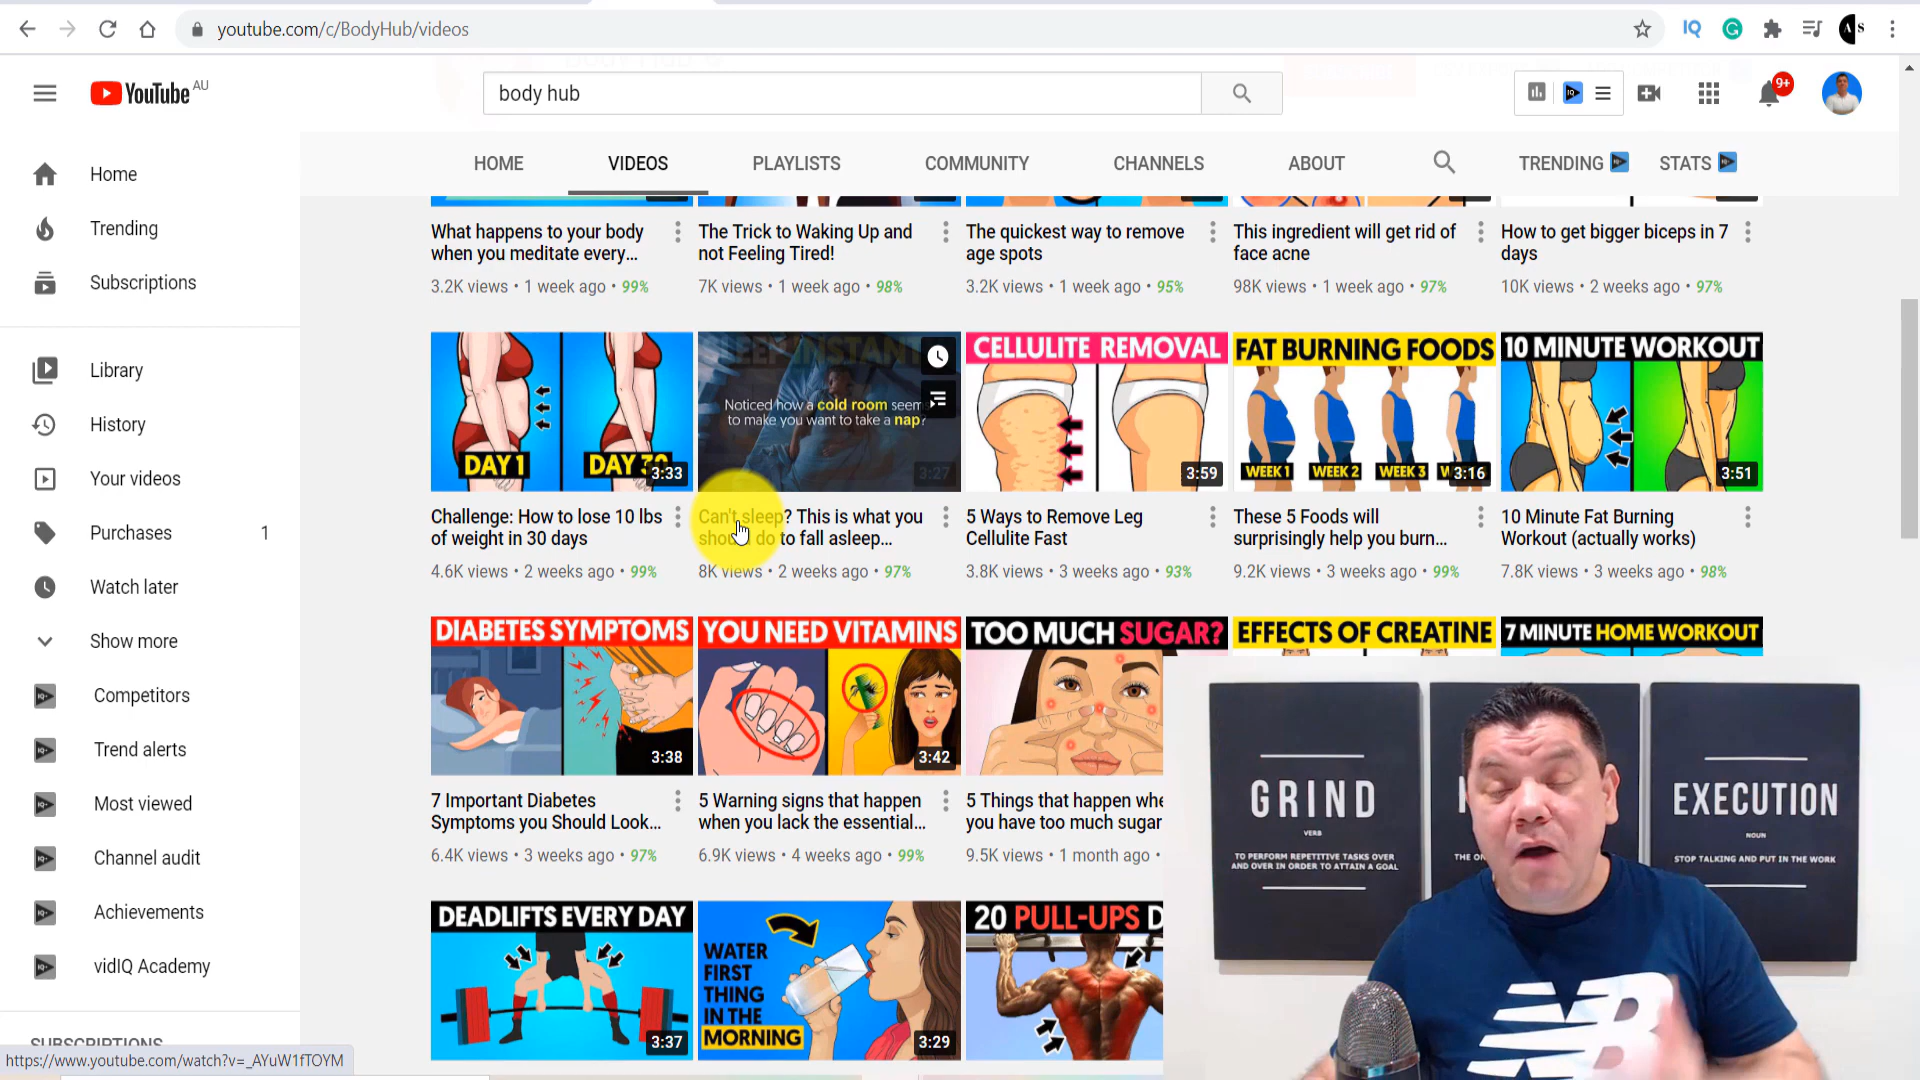 youtube.com/c/BodyHub/videos
YouTube AU
body hub
9+
Home
Trending
Subscriptions
Library
History
Your videos
Purchases 1
Watch later
Show more
Competitors
Trend alerts
Most viewed
Channel audit
Achievements
vidIQ Academy
SUBSCRIPTIONS
https://www.youtube.com/watch?v=_AYuW1fTOYM
HOME VIDEOS PLAYLISTS COMMUNITY CHANNELS ABOUT TRENDING STATS
What happens to your body
when you meditate every...
3.2K views • 1 week ago • 99%
The Trick to Waking Up and
not Feeling Tired!
7K views • 1 week ago • 98%
The quickest way to remove
age spots
3.2K views • 1 week ago • 95%
This ingredient will get rid of
face acne
98K views • 1 week ago • 97%
How to get bigger biceps in 7
days
10K views • 2 weeks ago • 97%
DAY 1
DAY 30
3:33
Challenge: How to lose 10 lbs
of weight in 30 days
4.6K views • 2 weeks ago • 99%
Noticed how a cold room seem
to make you want to take a nap?
3:27
Can't sleep? This is what you
should do to fall asleep...
8K views • 2 weeks ago • 97%
CELLULITE REMOVAL
3:59
5 Ways to Remove Leg
Cellulite Fast
3.8K views • 3 weeks ago • 93%
FAT BURNING FOODS
WEEK 1 WEEK 2 WEEK 3
3:16
These 5 Foods will
surprisingly help you burn...
9.2K views • 3 weeks ago • 99%
10 MINUTE WORKOUT
3:51
10 Minute Fat Burning
Workout (actually works)
7.8K views • 3 weeks ago • 98%
DIABETES SYMPTOMS
3:38
7 Important Diabetes
Symptoms you Should Look...
6.4K views • 3 weeks ago • 97%
YOU NEED VITAMINS
3:42
5 Warning signs that happen
when you lack the essential...
6.9K views • 4 weeks ago • 99%
TOO MUCH SUGAR?
5 Things that happen whe
you have too much sugar
9.5K views • 1 month ago •
EFFECTS OF CREATINE
7 MINUTE HOME WORKOUT
DEADLIFTS EVERY DAY
3:37
WATER
FIRST
THING
IN THE
MORNING
3:29
20 PULL-UPS D
GRIND
VERB
TO PERFORM REPETITIVE TASKS OVER
AND OVER IN ORDER TO ATTAIN A GOAL
EXECUTION
NOUN
STOP TALKING AND PUT IN THE WORK